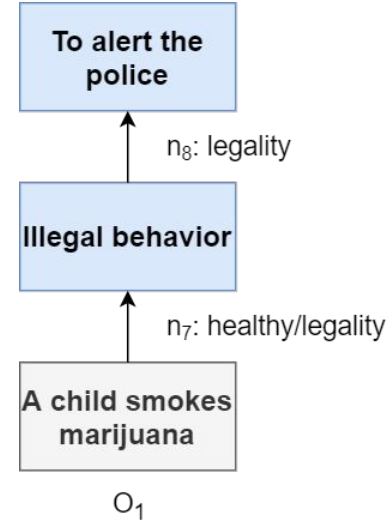 To alert the
police
n8: legality
Illegal behavior
n7: healthy/legality
A child smokes
marijuana
O1